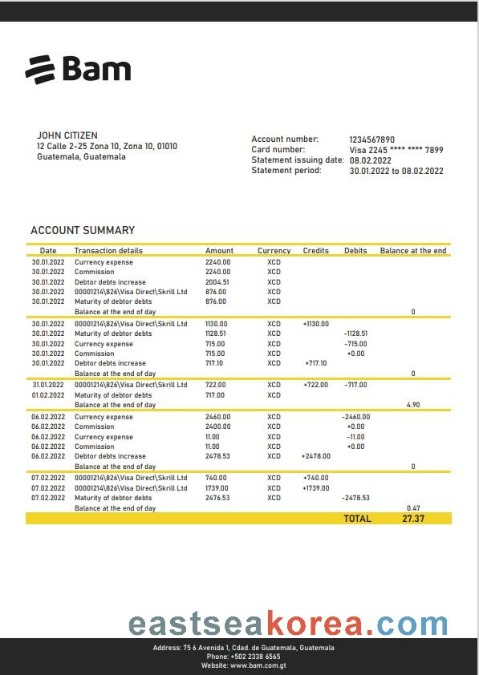 Bam
JOHN CITIZEN
12 Calle 2-25 Zona 10, Zona 10, 01010
Guatemala, Guatemala
Account number: 1234567890
Card number: Visa 2245 **** **** 7899
Statement issuing date: 08.02.2022
Statement period: 30.01.2022 to 08.02.2022
ACCOUNT SUMMARY
Date Transaction details Amount Currency Credits Debits Balance at the end
30.01.2022 Currency expense 2240.00 XCD
30.01.2022 Commission 2240.00 XCD
30.01.2022 Debtor debts increase 2004.51 XCD
30.01.2022 00001214\826\Visa Direct\Skrill Ltd 876.00 XCD
30.01.2022 Maturity of debtor debts 876.00 XCD
Balance at the end of day 0
30.01.2022 00001214\826\Visa Direct\Skrill Ltd 1130.00 XCD +1130.00
30.01.2022 Maturity of debtor debts 1128.51 XCD -1128.51
30.01.2022 Currency expense 715.00 XCD -715.00
30.01.2022 Commission 715.00 XCD +0.00
30.01.2022 Debtor debts increase 717.10 XCD +717.10
Balance at the end of day 0
31.01.2022 00001214\826\Visa Direct\Skrill Ltd 722.00 XCD +722.00 -717.00
01.02.2022 Maturity of debtor debts 717.00 XCD
Balance at the end of day 4.90
06.02.2022 Currency expense 2460.00 XCD -2460.00
06.02.2022 Commission 2400.00 XCD +0.00
06.02.2022 Currency expense 11.00 XCD -11.00
06.02.2022 Commission 11.00 XCD +0.00
06.02.2022 Debtor debts increase 2478.53 XCD +2478.00
Balance at the end of day 0
07.02.2022 00001214\826\Visa Direct\Skrill Ltd 740.00 XCD +740.00
07.02.2022 00001214\826\Visa Direct\Skrill Ltd 1739.00 XCD +1739.00
07.02.2022 Maturity of debtor debts 2476.53 XCD -2478.53
Balance at the end of day 0.47
TOTAL 27.37
eastseakorea.com
Address: 75 6 Avenida 1, Cdad. de Guatemala, Guatemala
Phone: +502 2338 6565
Website: www.bam.com.gt